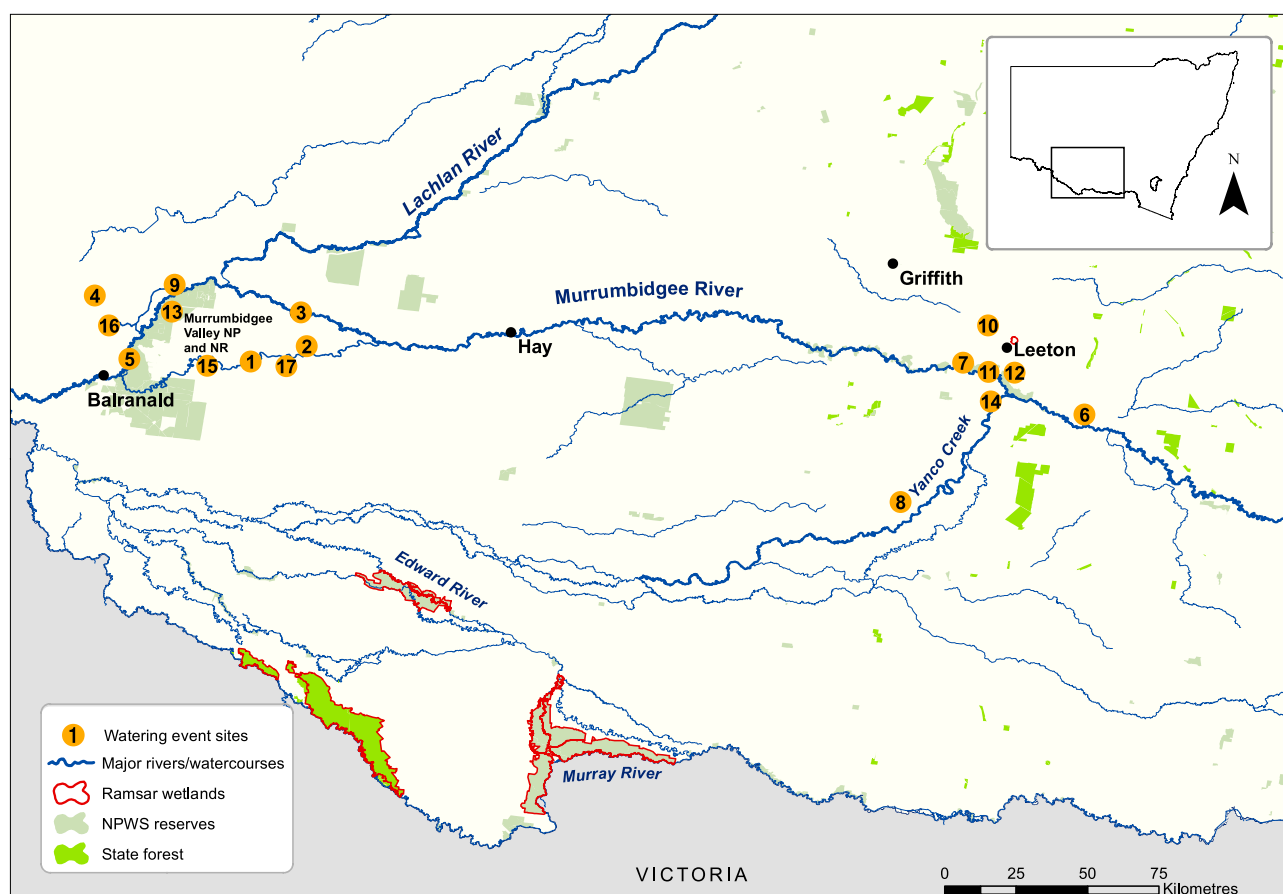 Lachlan River
N
Griffith
9
4
Murrumbidgee River
13
3
Murrumbidgee
Valley NP
and NR
16
10
Hay
2
Leeton
5
15
1
17
7
11
12
Balranald
14
6
Yanco Creek
8
Edward River
Murray River
1
Watering event sites
Major rivers/watercourses
Ramsar wetlands
NPWS reserves
State forest
VICTORIA
0 25 50 75
Kilometres